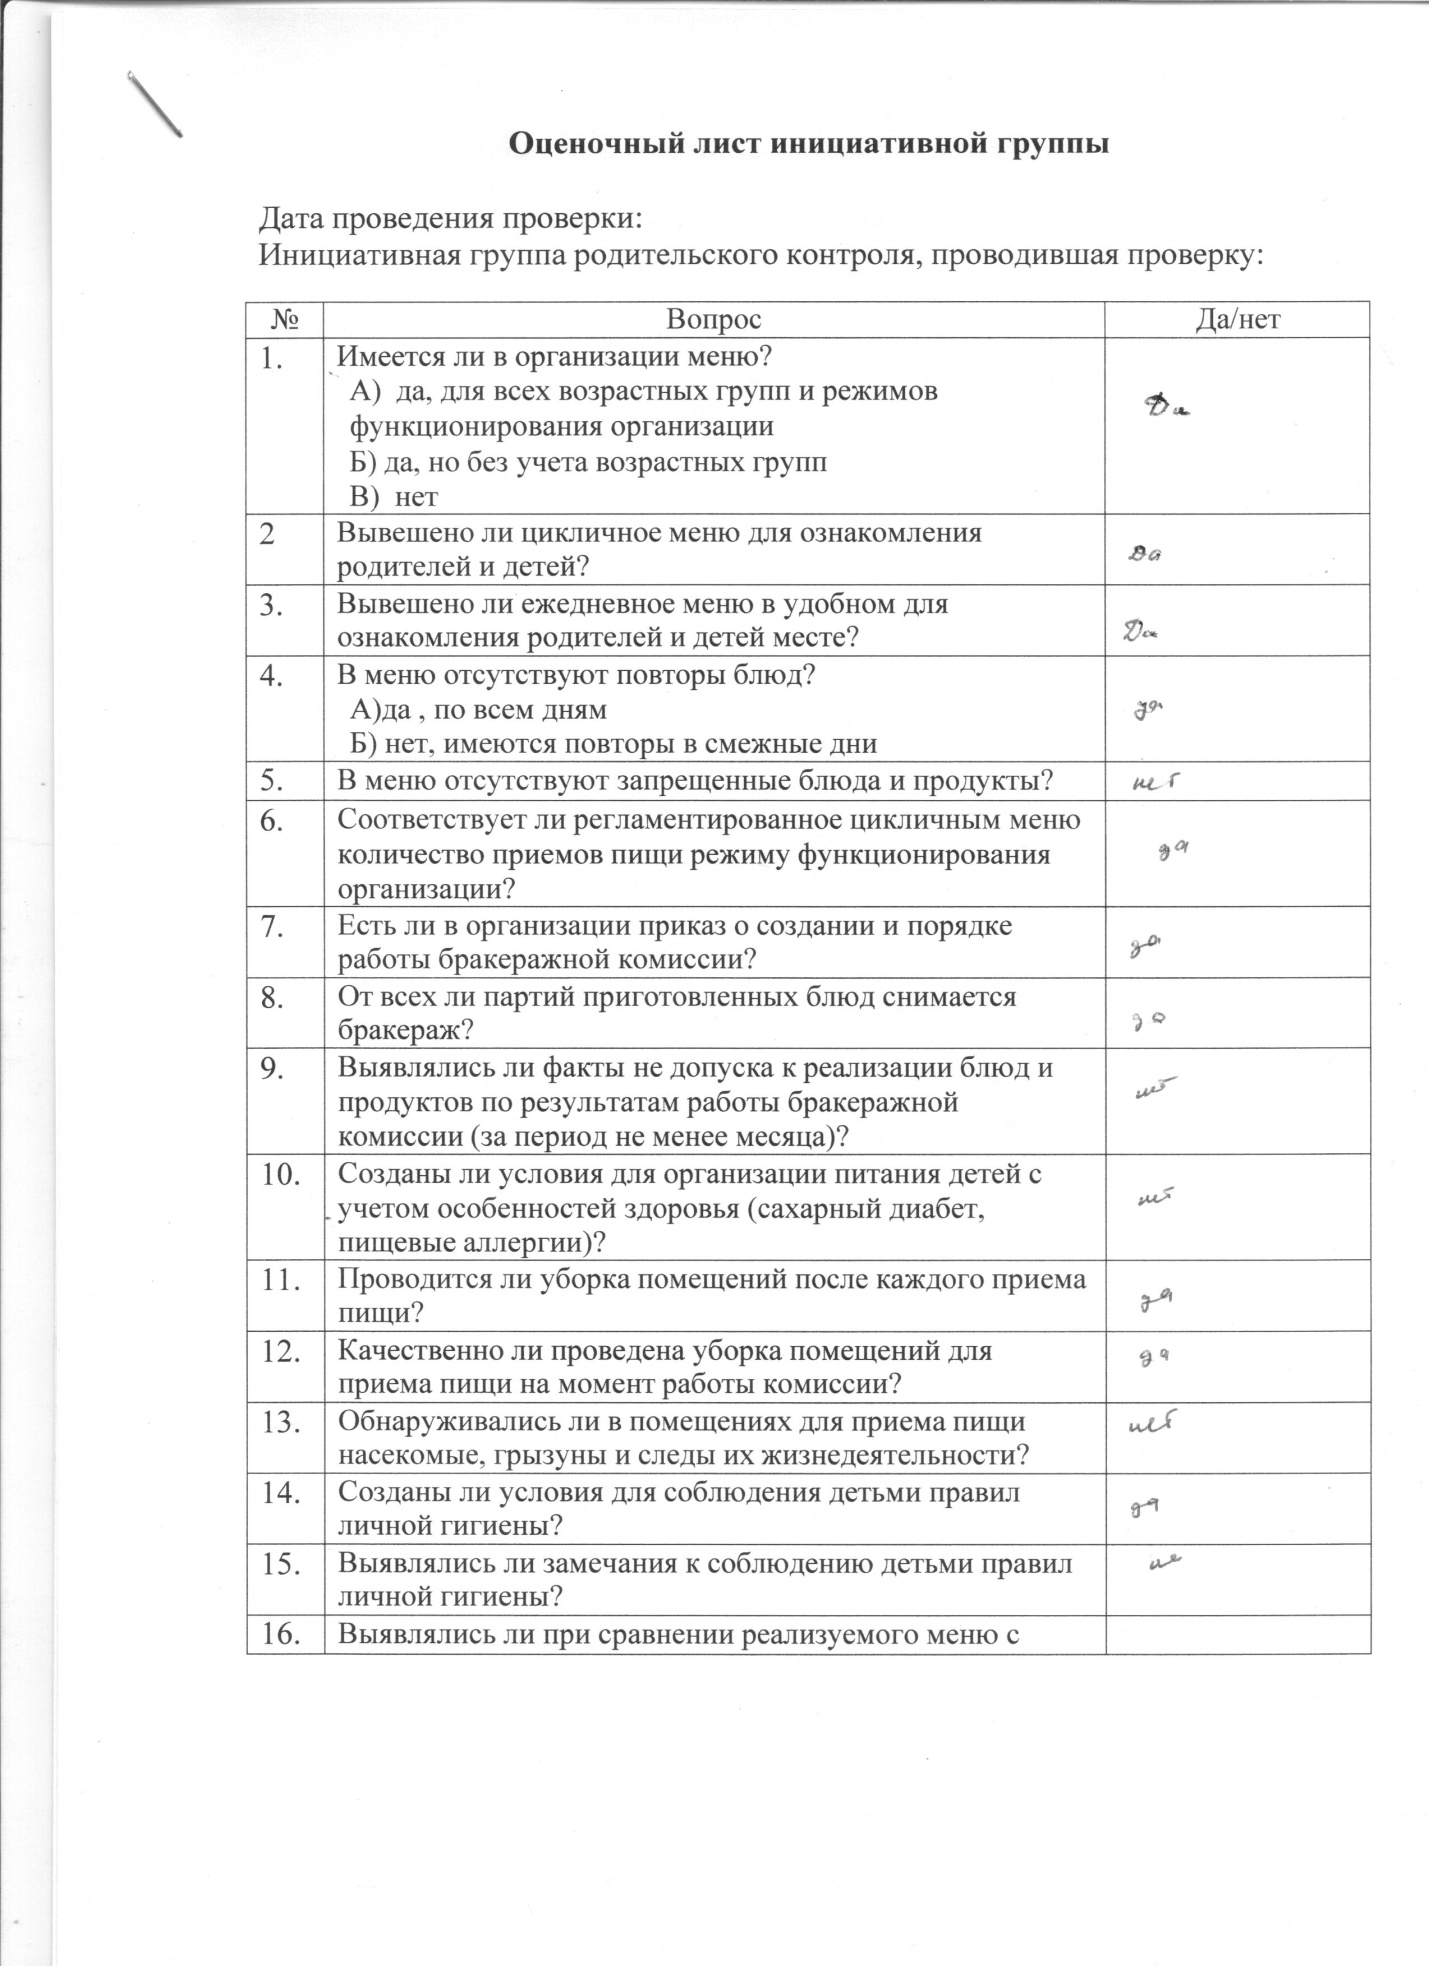 Оценочный лист инициативной группы
Дата проведения проверки:
Инициативная группа родительского контроля, проводившая проверку:
№ Вопрос Да/нет
1. Имеется ли в организации меню?
А) да, для всех возрастных групп и режимов Да
функционирования организации
Б) да, но без учета возрастных групп
В) нет
2 Вывешено ли цикличное меню для ознакомления
родителей и детей? да
3. Вывешено ли ежедневное меню в удобном для
ознакомления родителей и детей месте? Да
4. В меню отсутствуют повторы блюд?
А)да , по всем дням да
Б) нет, имеются повторы в смежные дни
5. В меню отсутствуют запрещенные блюда и продукты? нет
6. Соответствует ли регламентированное цикличным меню
количество приемов пищи режиму функционирования да
организации?
7. Есть ли в организации приказ о создании и порядке
работы бракеражной комиссии? да
8. От всех ли партий приготовленных блюд снимается
бракераж? да
9. Выявлялись ли факты не допуска к реализации блюд и
продуктов по результатам работы бракеражной нет
комиссии (за период не менее месяца)?
10. Созданы ли условия для организации питания детей с
учетом особенностей здоровья (сахарный диабет, нет
пищевые аллергии)?
11. Проводится ли уборка помещений после каждого приема
пищи? да
12. Качественно ли проведена уборка помещений для да
приема пищи на момент работы комиссии?
13. Обнаруживались ли в помещениях для приема пищи нет
насекомые, грызуны и следы их жизнедеятельности?
14. Созданы ли условия для соблюдения детьми правил да
личной гигиены?
15. Выявлялись ли замечания к соблюдению детьми правил
личной гигиены?
16. Выявлялись ли при сравнении реализуемого меню с